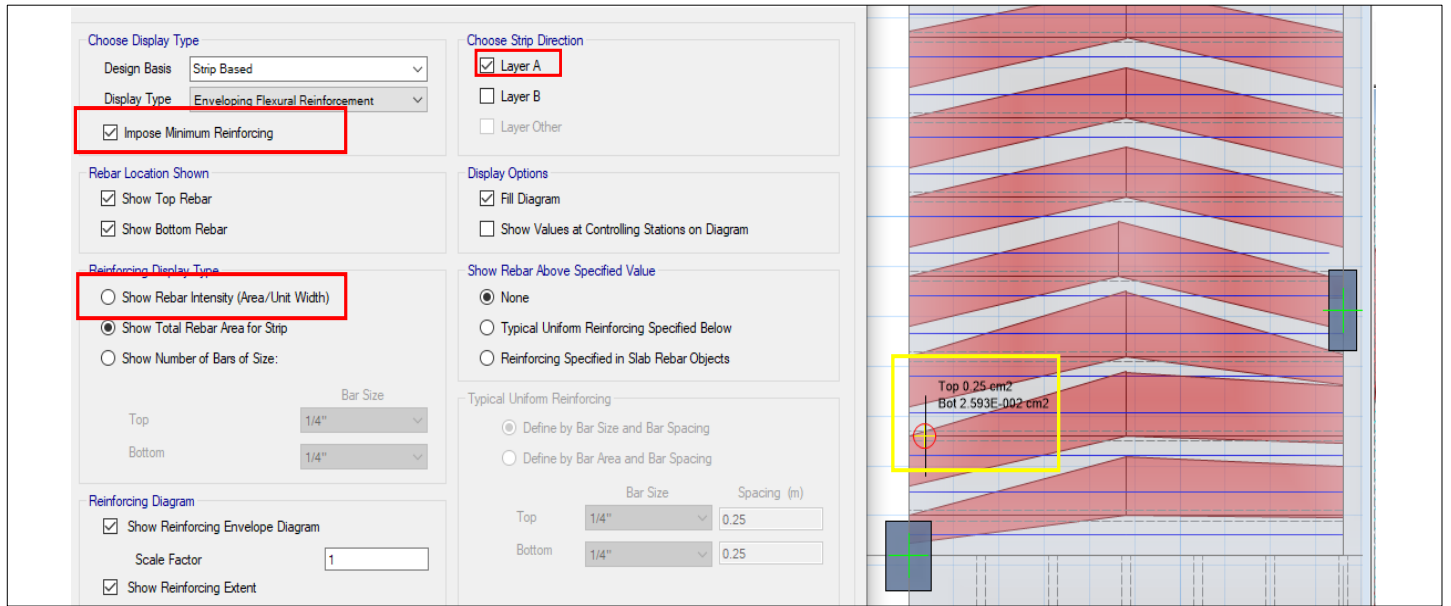 Choose Display Type
Design Basis Strip Based
Display Type Enveloping Flexural Reinforcement
Impose Minimum Reinforcing
Rebar Location Shown
Show Top Rebar
Show Bottom Rebar
Reinforcing Display Type
Show Rebar Intensity (Area/Unit Width)
Show Total Rebar Area for Strip
Show Number of Bars of Size:
Bar Size
Top 1/4"
Bottom 1/4"
Reinforcing Diagram
Show Reinforcing Envelope Diagram
Scale Factor 1
Show Reinforcing Extent
Choose Strip Direction
Layer A
Layer B
Layer Other
Display Options
Fill Diagram
Show Values at Controlling Stations on Diagram
Show Rebar Above Specified Value
None
Typical Uniform Reinforcing Specified Below
Reinforcing Specified in Slab Rebar Objects
Typical Uniform Reinforcing
Define by Bar Size and Bar Spacing
Define by Bar Area and Bar Spacing
Bar Size Spacing (m)
Top 1/4" 0.25
Bottom 1/4" 0.25
Top 0.25 cm2
Bot 2.593E-002 cm2